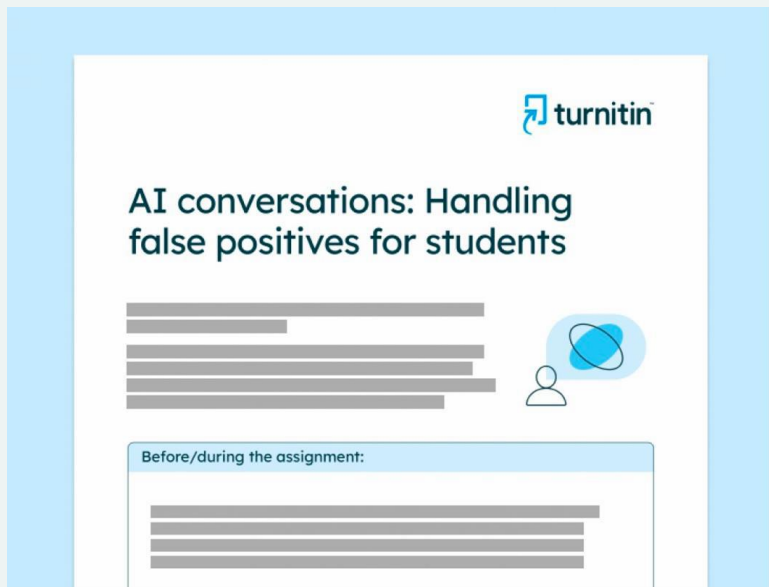 turnitin
AI conversations: Handling
false positives for students
Before/during the assignment: